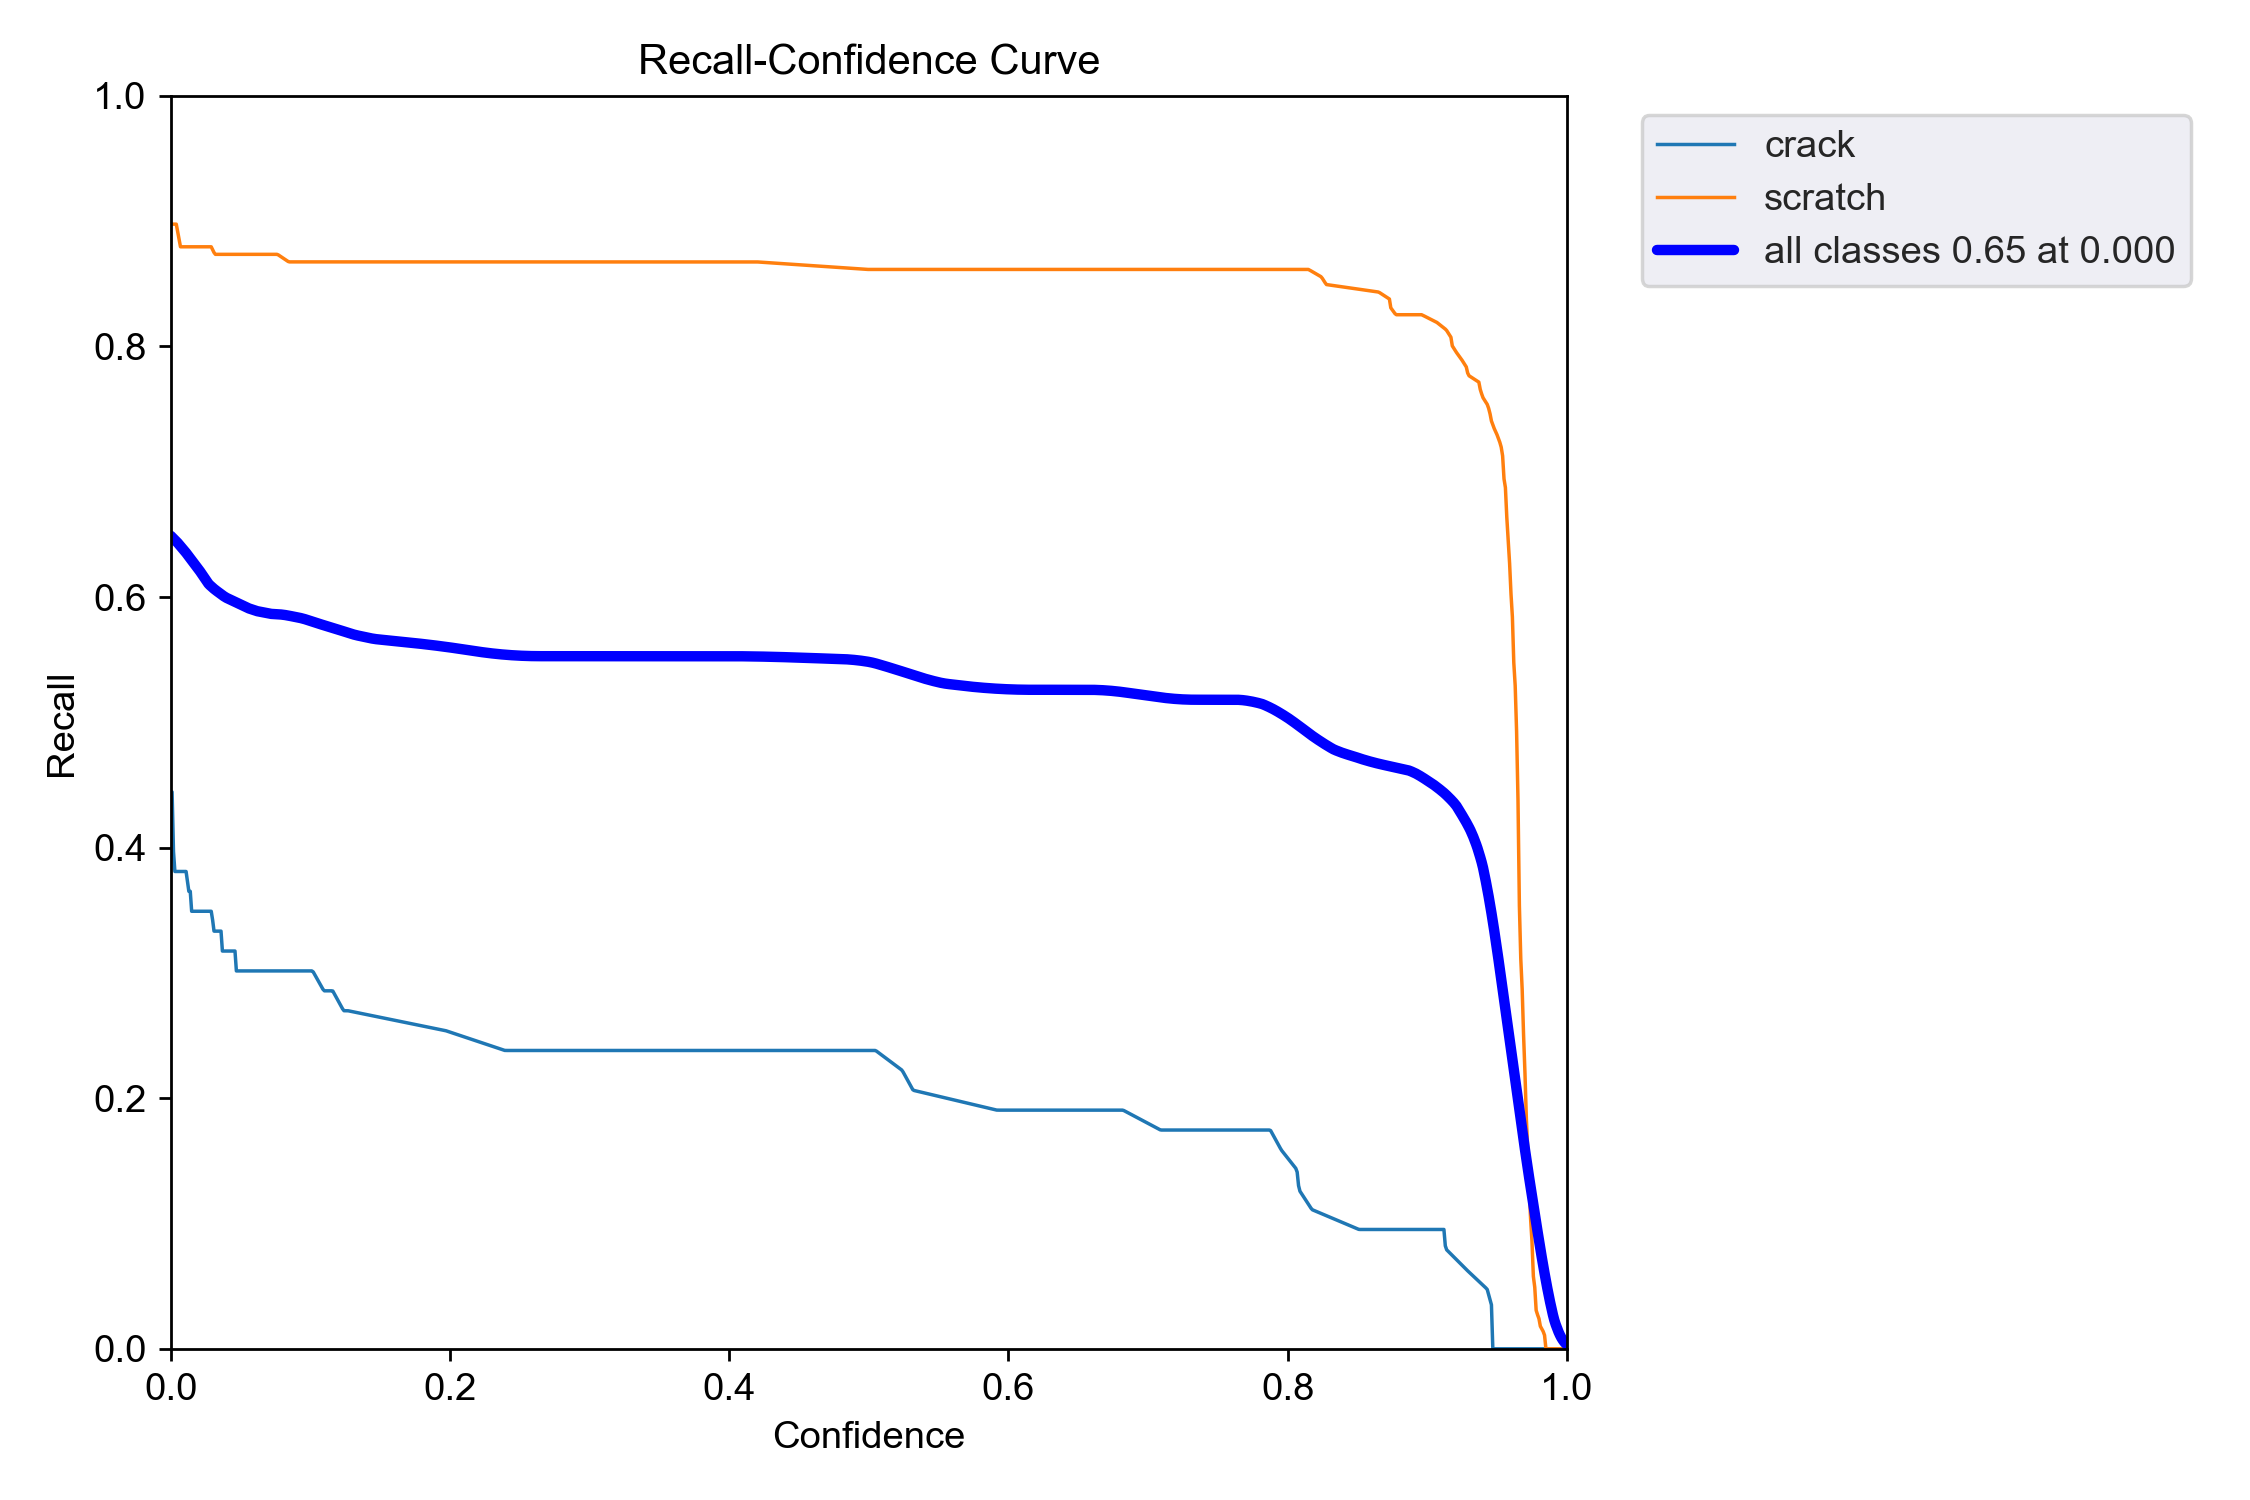 Recall-Confidence Curve
1.0
0.8
0.6
0.4
0.2
0.0
Recall
0.0 0.2 0.4 0.6 0.8 1.0
Confidence
crack
scratch
all classes 0.65 at 0.000